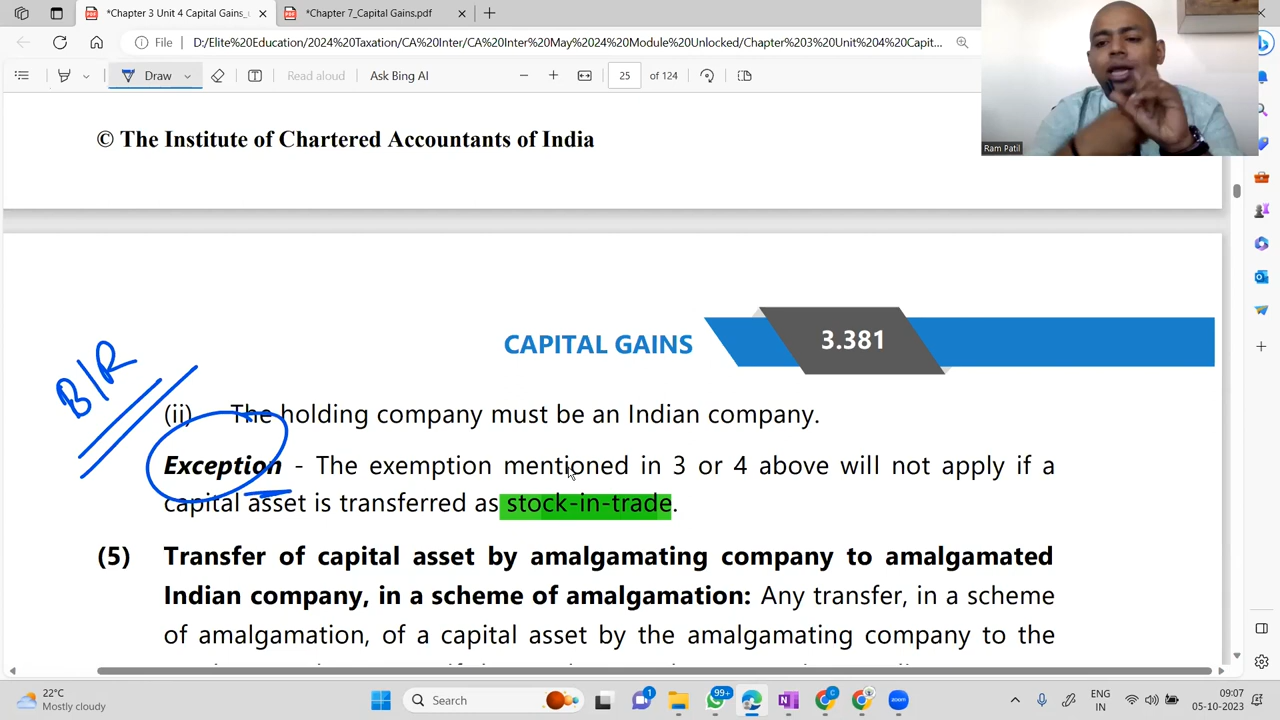 *Chapter 3 Unit 4 Capital Gains_
*Chapter 7_Capital Gains.pdf
File
D:/Elite%20Education/2024%20Taxation/CA%20Inter/CA%20Inter%20May%2024%20Module%20Unlocked/Chapter%203%20Unit%204%20Capit...
Draw
Read aloud
Ask Bing AI
25 of 124
Ram Patil
© The Institute of Chartered Accountants of India
CAPITAL GAINS 3.381
B/R
(ii) The holding company must be an Indian company.
Exception - The exemption mentioned in 3 or 4 above will not apply if a
capital asset is transferred as stock-in-trade.
(5) Transfer of capital asset by amalgamating company to amalgamated
Indian company, in a scheme of amalgamation: Any transfer, in a scheme
of amalgamation, of a capital asset by the amalgamating company to the
22°C
Mostly cloudy
Search
1
99+
ENG
IN
09:07
05-10-2023